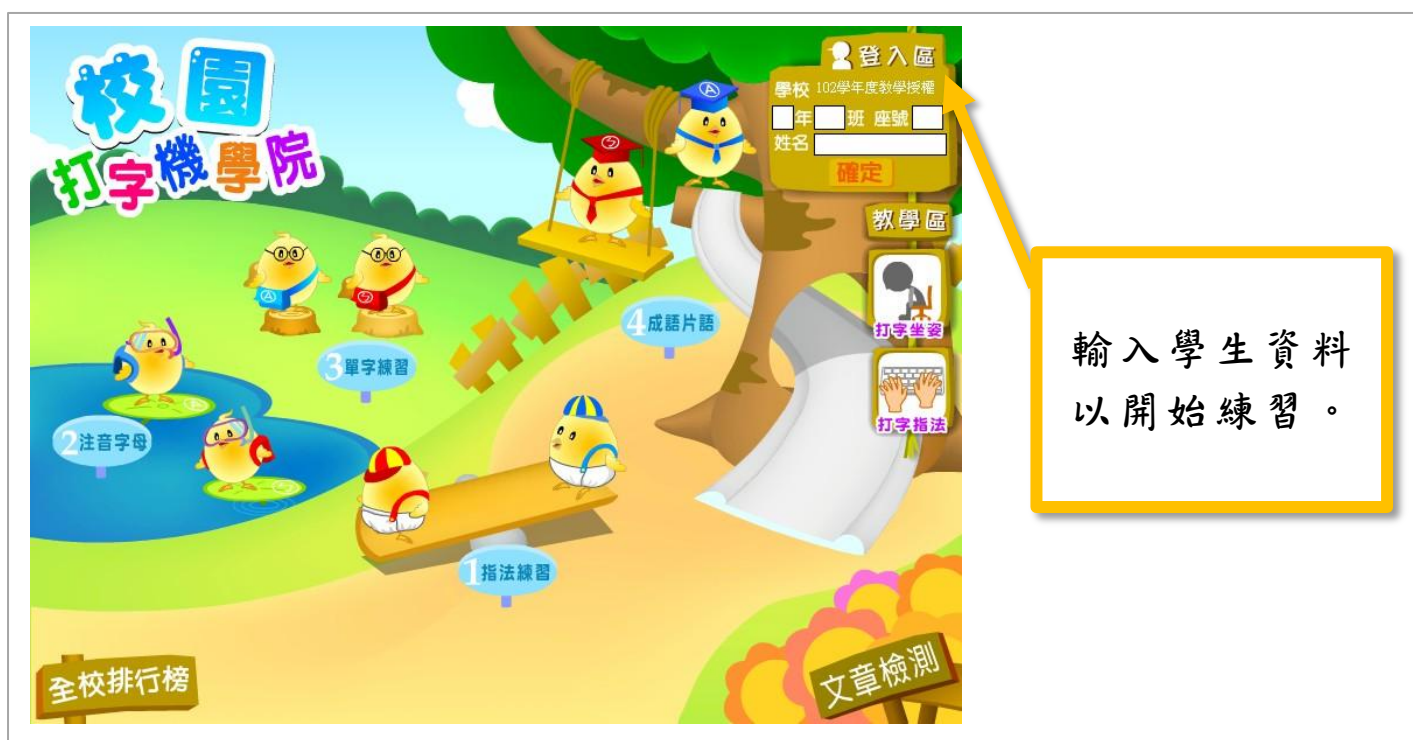 校園
打字機學院
登入區
學校 102學年度教學授權
年 班 座號
姓名
確定
教學區
打字坐姿
打字指法
4成語片語
3單字練習
2注音字母
1指法練習
全校排行榜
文章檢測
輸入學生資料
以開始練習。
A
ㄅ
A
ㄅ